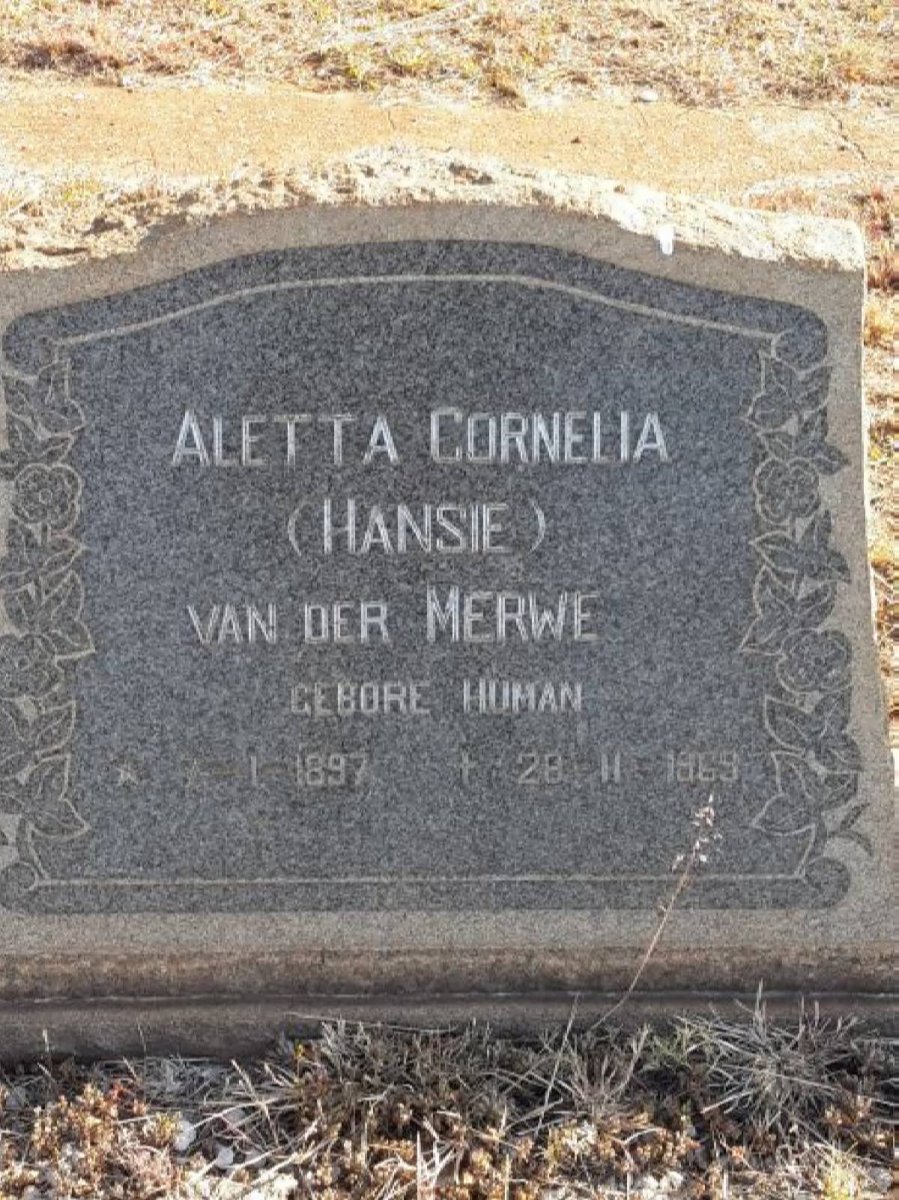 ALETTA CORNELIA
(HANSIE)
VAN DER MERWE
GEBORE HUMAN
1-1897 † 28-11-1969